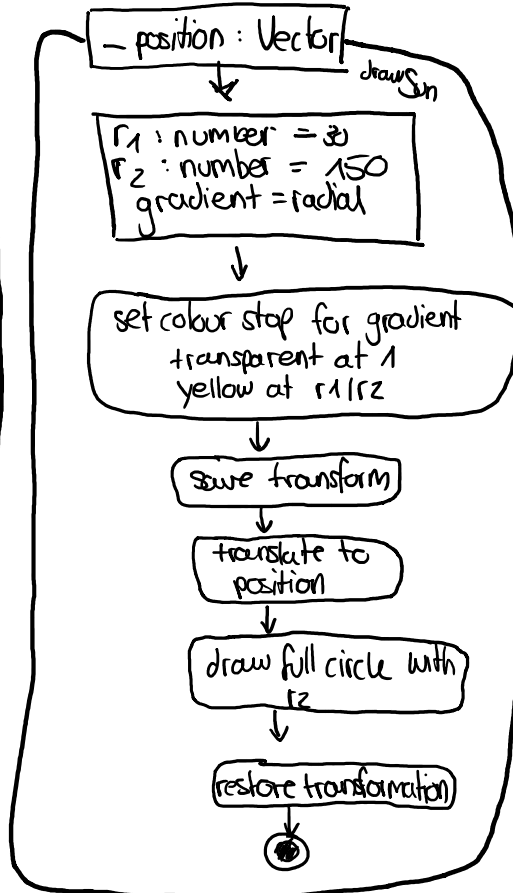 _ position : Vector
drawSun
r1 : number = 30
r2 : number = 150
gradient = radial
set colour stop for gradient
transparent at 1
yellow at r1/r2
save transform
translate to
position
draw full circle with
r2
restore transformation